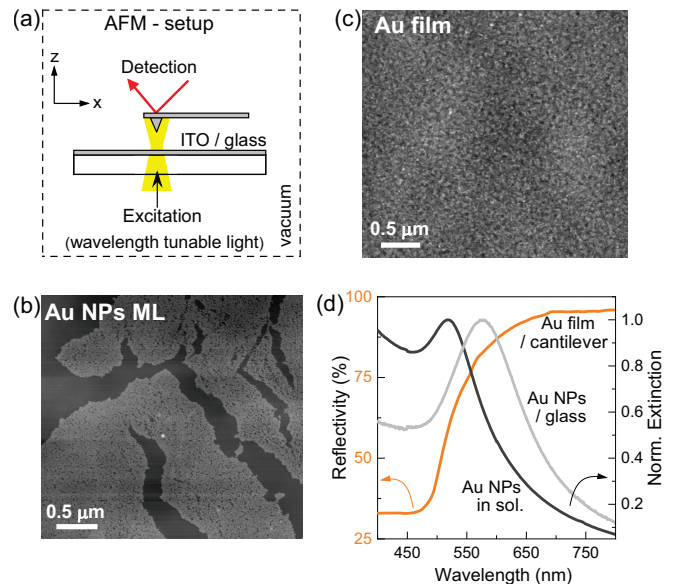 (a)
AFM - setup
z
x
Detection
ITO / glass
Excitation
(wavelength tunable light)
vacuum
(c)
Au film
0.5 μm
(b)
Au NPs ML
0.5 μm
(d)
100
75
50
25
Reflectivity (%)
Au film
/ cantilever
Au NPs
/ glass
Au NPs
in sol.
1.0
0.8
0.6
0.4
0.2
Norm. Extinction
450
550
650
750
Wavelength (nm)